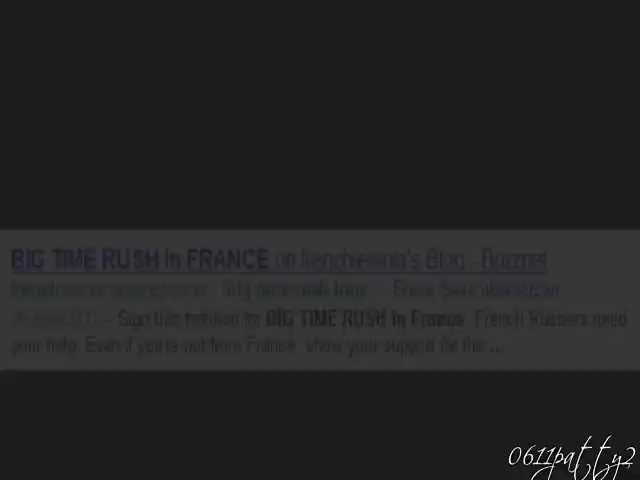 BIG TIME RUSH in FRANCE on frenchiesinla's Blog - Buzznet
- Sign this petition for BIG TIME RUSH in France. French Rushers need
your help. Even if you're not from France, show your support for the ...
0611patty2